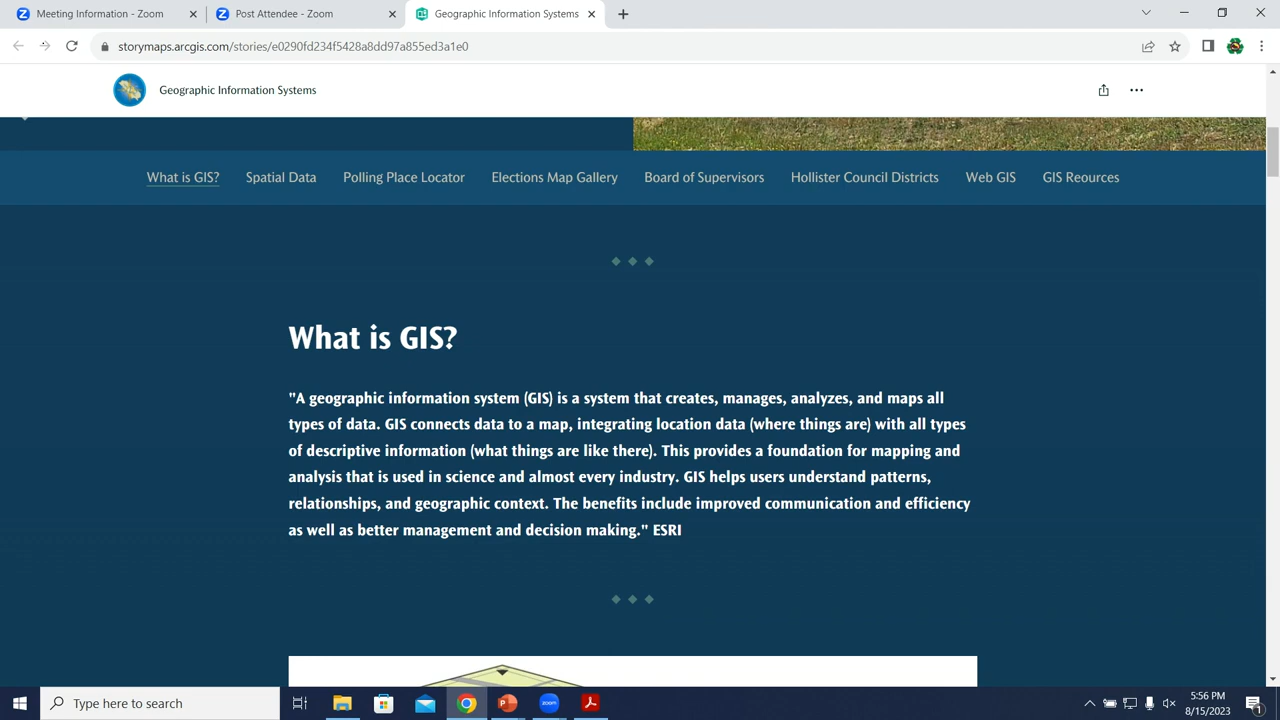 Meeting Information - Zoom
Post Attendee - Zoom
Geographic Information Systems
storymaps.arcgis.com/stories/e0290fd234f5428a8dd97a855ed3a1e0
Geographic Information Systems
What is GIS? Spatial Data Polling Place Locator Elections Map Gallery Board of Supervisors Hollister Council Districts Web GIS GIS Reources
What is GIS?
"A geographic information system (GIS) is a system that creates, manages, analyzes, and maps all
types of data. GIS connects data to a map, integrating location data (where things are) with all types
of descriptive information (what things are like there). This provides a foundation for mapping and
analysis that is used in science and almost every industry. GIS helps users understand patterns,
relationships, and geographic context. The benefits include improved communication and efficiency
as well as better management and decision making." ESRI
Type here to search
zoom
5:56 PM
8/15/2023
1